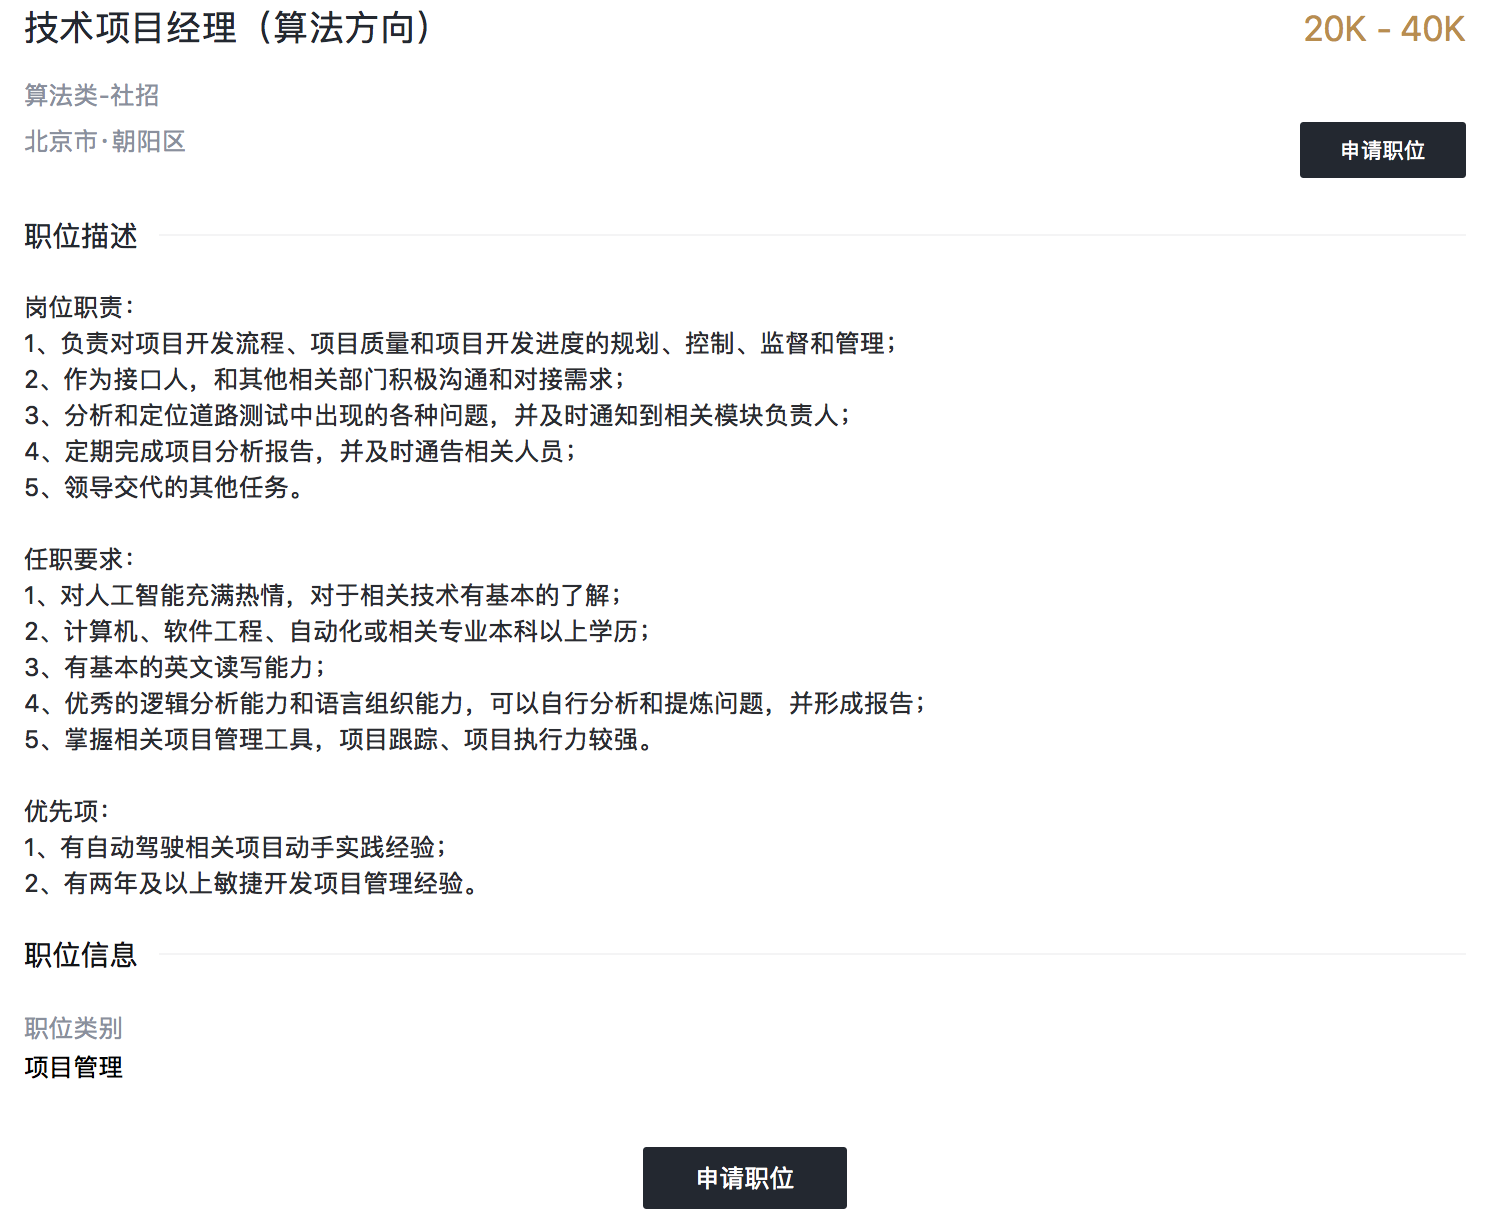 技术项目经理（算法方向）
20K - 40K
算法类-社招
北京市·朝阳区
申请职位
职位描述
岗位职责：
1、负责对项目开发流程、项目质量和项目开发进度的规划、控制、监督和管理；
2、作为接口人，和其他相关部门积极沟通和对接需求；
3、分析和定位道路测试中出现的各种问题，并及时通知到相关模块负责人；
4、定期完成项目分析报告，并及时通告相关人员；
5、领导交代的其他任务。
任职要求：
1、对人工智能充满热情，对于相关技术有基本的了解；
2、计算机、软件工程、自动化或相关专业本科以上学历；
3、有基本的英文读写能力；
4、优秀的逻辑分析能力和语言组织能力，可以自行分析和提炼问题，并形成报告；
5、掌握相关项目管理工具，项目跟踪、项目执行力较强。
优先项：
1、有自动驾驶相关项目动手实践经验；
2、有两年及以上敏捷开发项目管理经验。
职位信息
职位类别
项目管理
申请职位